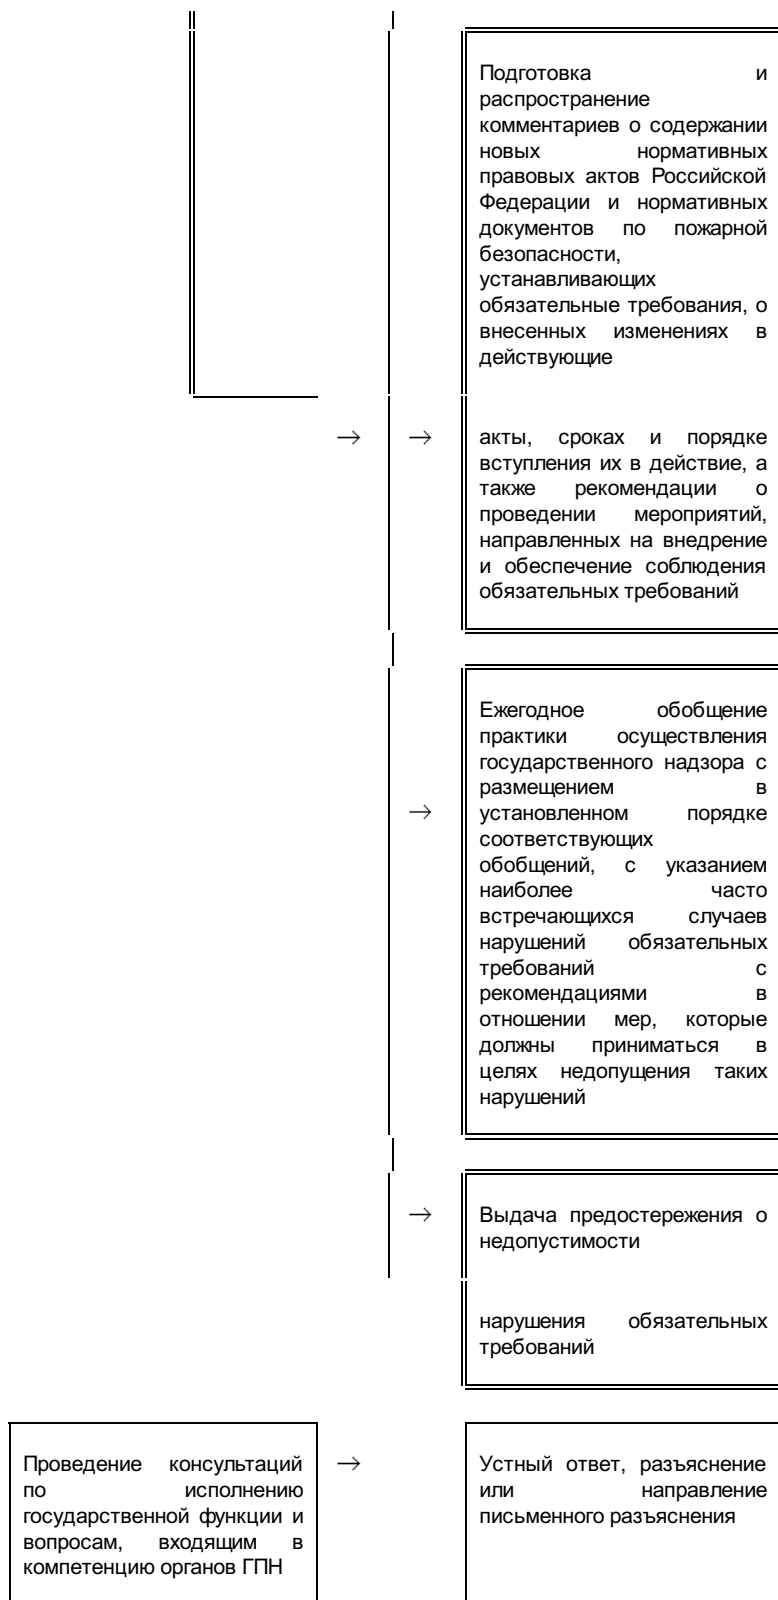 Подготовка и
распространение
комментариев о содержании
новых нормативных
правовых актов Российской
Федерации и нормативных
документов по пожарной
безопасности,
устанавливающих
обязательные требования, о
внесенных изменениях в
действующие
→ → акты, сроках и порядке
вступления их в действие, а
также рекомендации о
проведении мероприятий,
направленных на внедрение
и обеспечение соблюдения
обязательных требований
Ежегодное обобщение
практики осуществления
государственного надзора с
размещением в
→ установленном порядке
соответствующих
обобщений, с указанием
наиболее часто
встречающихся случаев
нарушений обязательных
требований с
рекомендациями в
отношении мер, которые
должны приниматься в
целях недопущения таких
нарушений
→ Выдача предостережения о
недопустимости
нарушения обязательных
требований
Проведение консультаций
по исполнению
государственной функции и
вопросам, входящим в
компетенцию органов ГПН
→
Устный ответ, разъяснение
или направление
письменного разъяснения